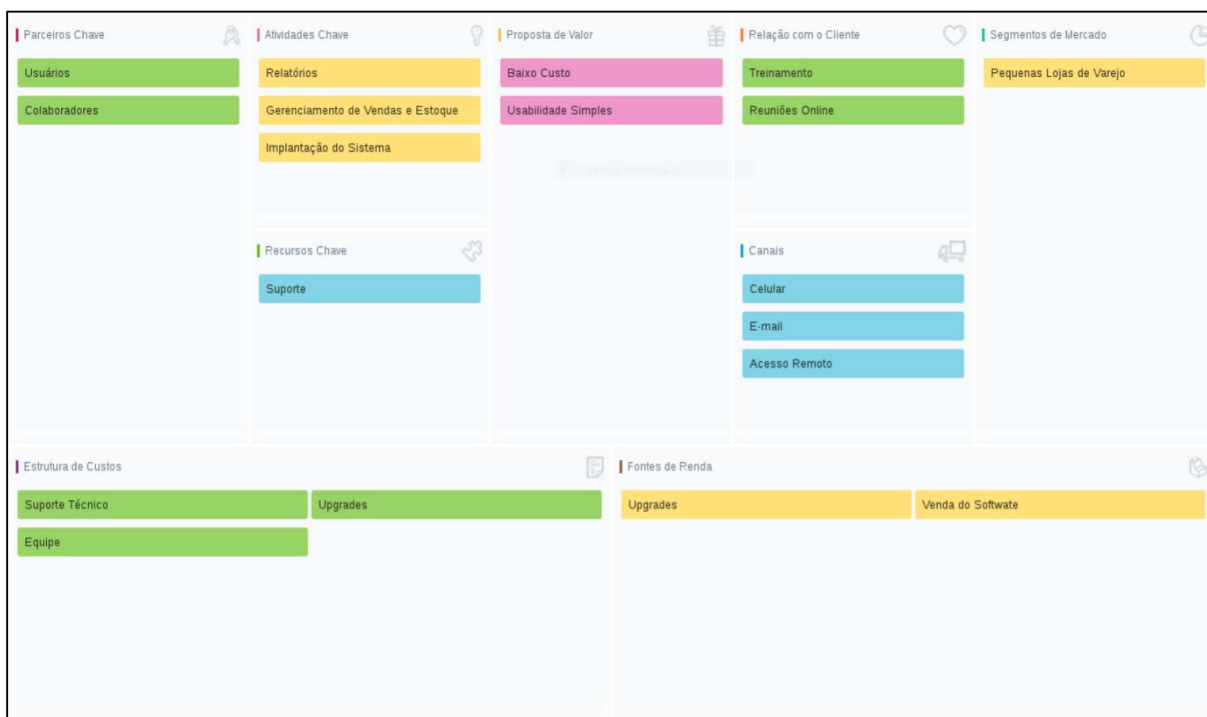 Parceiros Chave
Usuários
Colaboradores
Atividades Chave
Relatórios
Gerenciamento de Vendas e Estoque
Implantação do Sistema
Recursos Chave
Suporte
Proposta de Valor
Baixo Custo
Usabilidade Simples
Relação com o Cliente
Treinamento
Reuniões Online
Canais
Celular
E-mail
Acesso Remoto
Segmentos de Mercado
Pequenas Lojas de Varejo
Estrutura de Custos
Suporte Técnico
Upgrades
Equipe
Fontes de Renda
Upgrades
Venda do Softwate